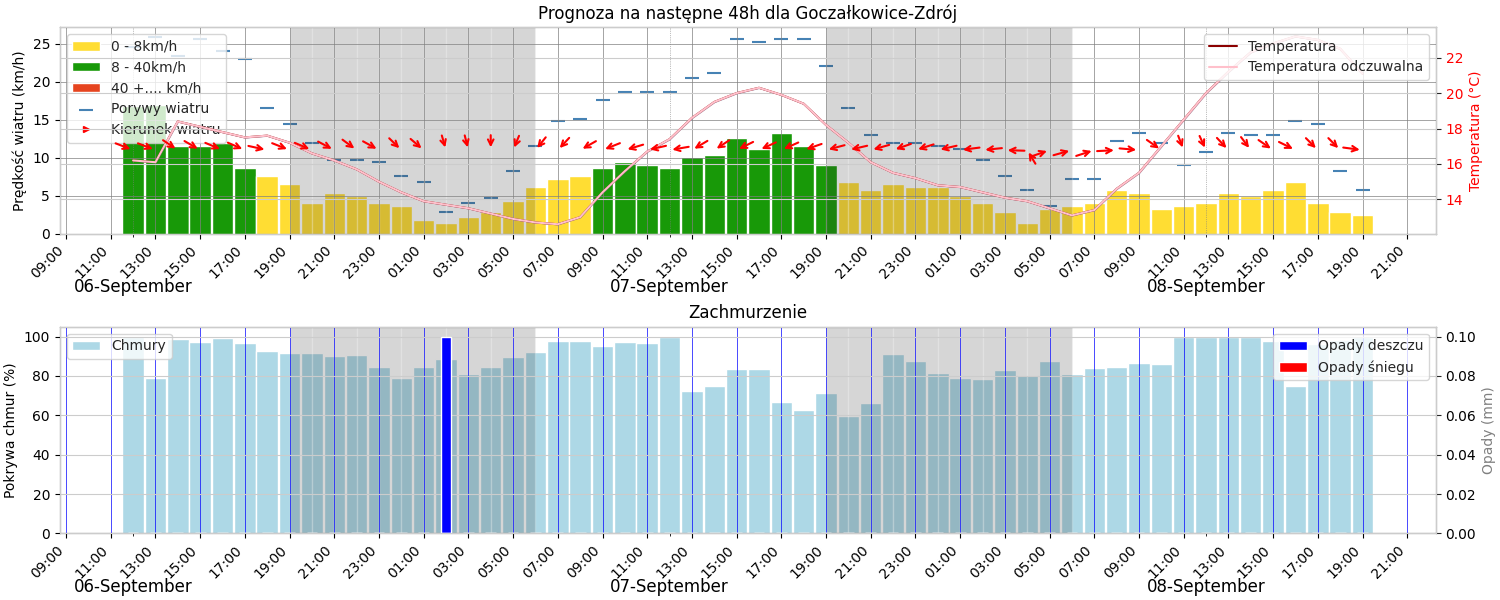 Prognoza na następne 48h dla Goczałkowice-Zdrój
Prędkość wiatru (km/h)
25
20
15
10
5
0
0 - 8km/h
8 - 40km/h
40 +.... km/h
Porywy wiatru
Kierunek wiatru
Temperatura
Temperatura odczuwalna
22
20
18
16
14
Temperatura (°C)
09:00 11:00 13:00 15:00 17:00 19:00 21:00 23:00 01:00 03:00 05:00 07:00 09:00 11:00 13:00 15:00 17:00 19:00 21:00 23:00 01:00 03:00 05:00 07:00 09:00 11:00 13:00 15:00 17:00 19:00 21:00
06-September 07-September 08-September
Zachmurzenie
Pokrywa chmur (%)
100
80
60
40
20
0
Chmury
Opady deszczu
Opady śniegu
0.10
0.08
0.06
0.04
0.02
0.00
Opady (mm)
09:00 11:00 13:00 15:00 17:00 19:00 21:00 23:00 01:00 03:00 05:00 07:00 09:00 11:00 13:00 15:00 17:00 19:00 21:00 23:00 01:00 03:00 05:00 07:00 09:00 11:00 13:00 15:00 17:00 19:00 21:00
06-September 07-September 08-September